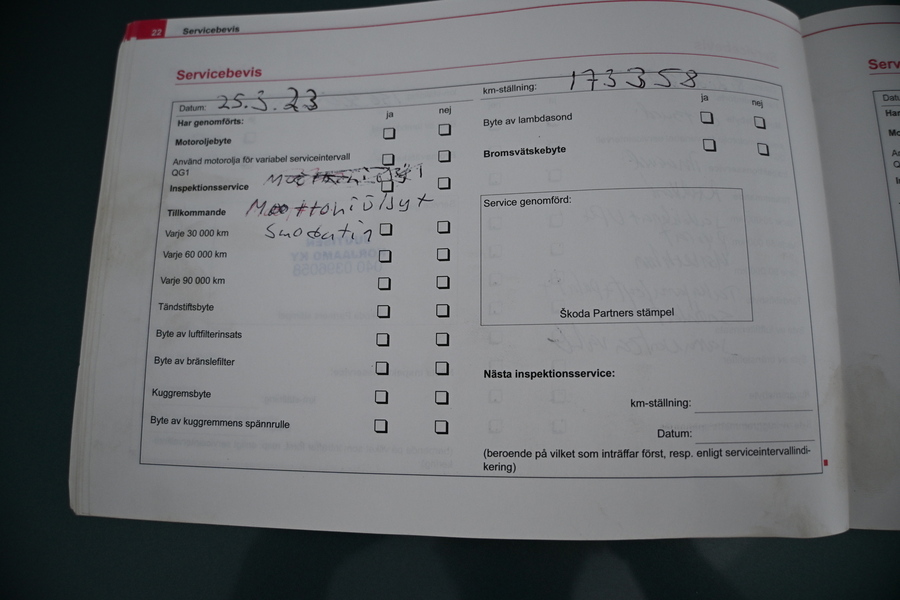 22 Servicebevis
Servicebevis
Datum: 25.3.23
Har genomförts: ja nej
Motoroljebyte
Använd motorolja för variabel serviceintervall
QG1
Inspektionsservice
Tillkommande
Varje 30 000 km
Varje 60 000 km
Varje 90 000 km
Tändstiftsbyte
Byte av luftfilterinsats
Byte av bränslefilter
Kuggremsbyte
Byte av kuggremmens spännrulle
km-ställning: 173358
ja nej
Byte av lambdasond
Bromsvätskebyte
Service genomförd:
Škoda Partners stämpel
Nästa inspektionsservice:
km-ställning:
Datum:
(beroende på vilket som inträffar först, resp. enligt serviceintervallindi-
kering)